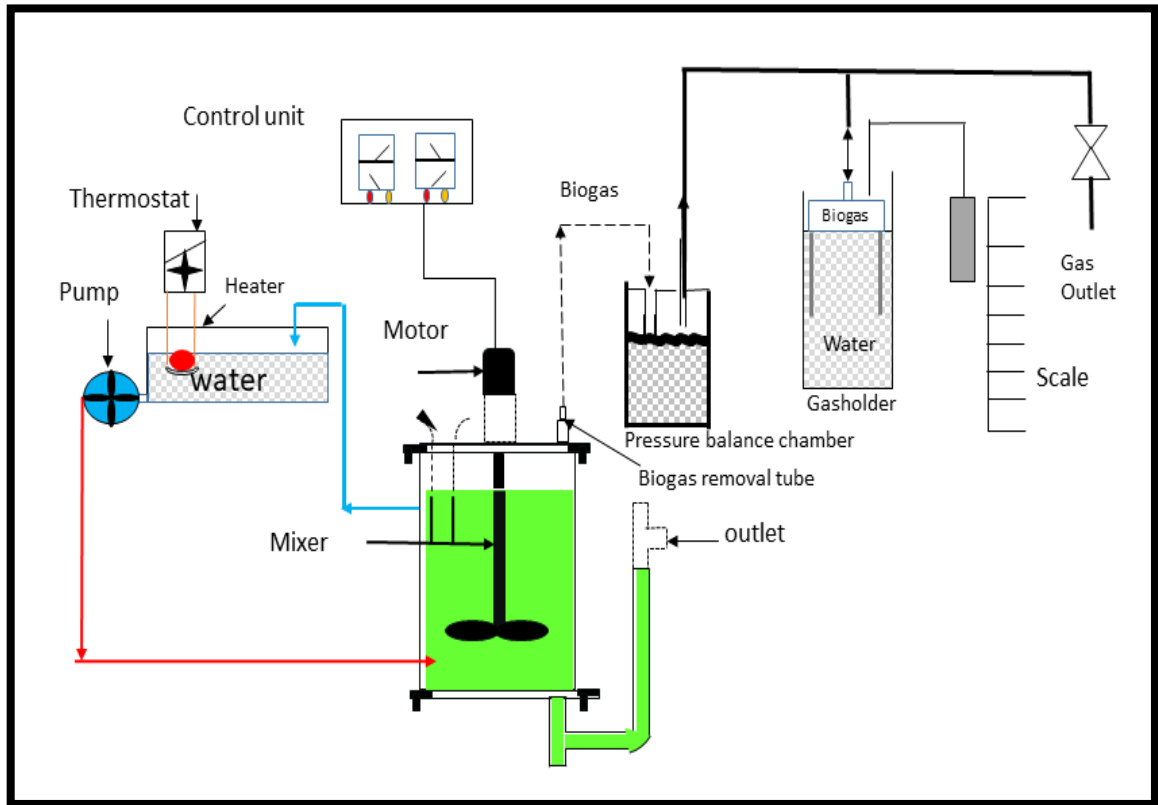 Control unit
Thermostat
Biogas
Biogas
Heater
Pump
Gas
Outlet
Motor
water
Water
Scale
Gasholder
Pressure balance chamber
Biogas removal tube
outlet
Mixer